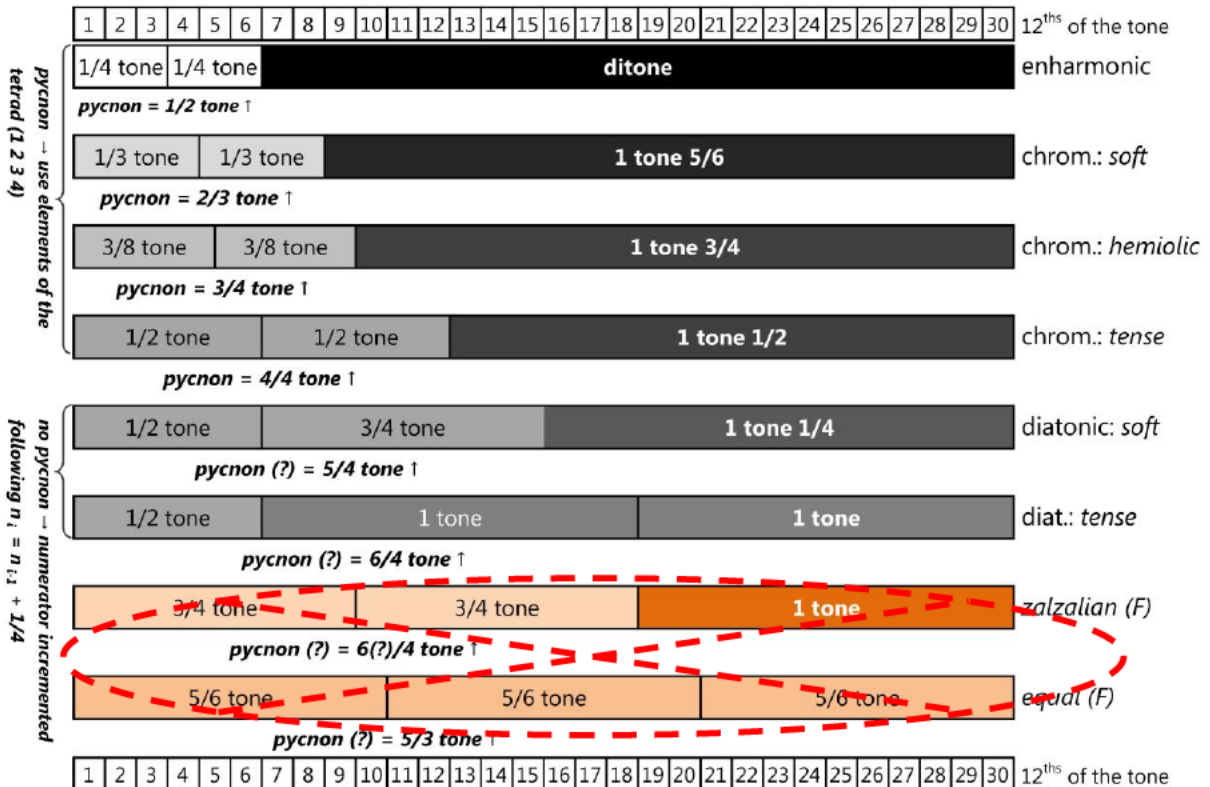 1 2 3 4 5 6 7 8 9 10 11 12 13 14 15 16 17 18 19 20 21 22 23 24 25 26 27 28 29 30 12ths of the tone
1/4 tone 1/4 tone ditone enharmonic
pycnon = 1/2 tone ↑
1/3 tone 1/3 tone 1 tone 5/6 chrom.: soft
pycnon = 2/3 tone ↑
3/8 tone 3/8 tone 1 tone 3/4 chrom.: hemiolic
pycnon = 3/4 tone ↑
1/2 tone 1/2 tone 1 tone 1/2 chrom.: tense
pycnon = 4/4 tone ↑
pycnon → use elements of the
tetrad (1 2 3 4)
1/2 tone 3/4 tone 1 tone 1/4 diatonic: soft
pycnon (?) = 5/4 tone ↑
1/2 tone 1 tone 1 tone diat.: tense
pycnon (?) = 6/4 tone ↑
3/4 tone 3/4 tone 1 tone zalzalian (F)
pycnon (?) = 6(?)/4 tone ↑
5/6 tone 5/6 tone 5/6 tone equal (F)
pycnon (?) = 5/3 tone ↑
no pycnon → numerator incremented
following n i = n i-1 + 1/4
1 2 3 4 5 6 7 8 9 10 11 12 13 14 15 16 17 18 19 20 21 22 23 24 25 26 27 28 29 30 12ths of the tone